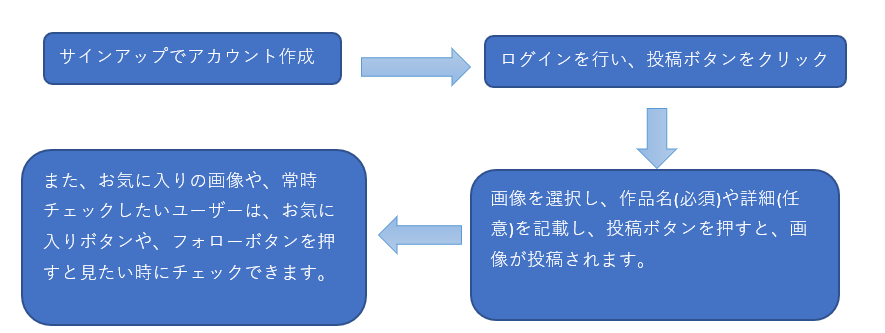 サインアップでアカウント作成
ログインを行い、投稿ボタンをクリック
画像を選択し、作品名(必須)や詳細(任
意)を記載し、投稿ボタンを押すと、画
像が投稿されます。
また、お気に入りの画像や、常時
チェックしたいユーザーは、お気に
入りボタンや、フォローボタンを押
すと見たい時にチェックできます。